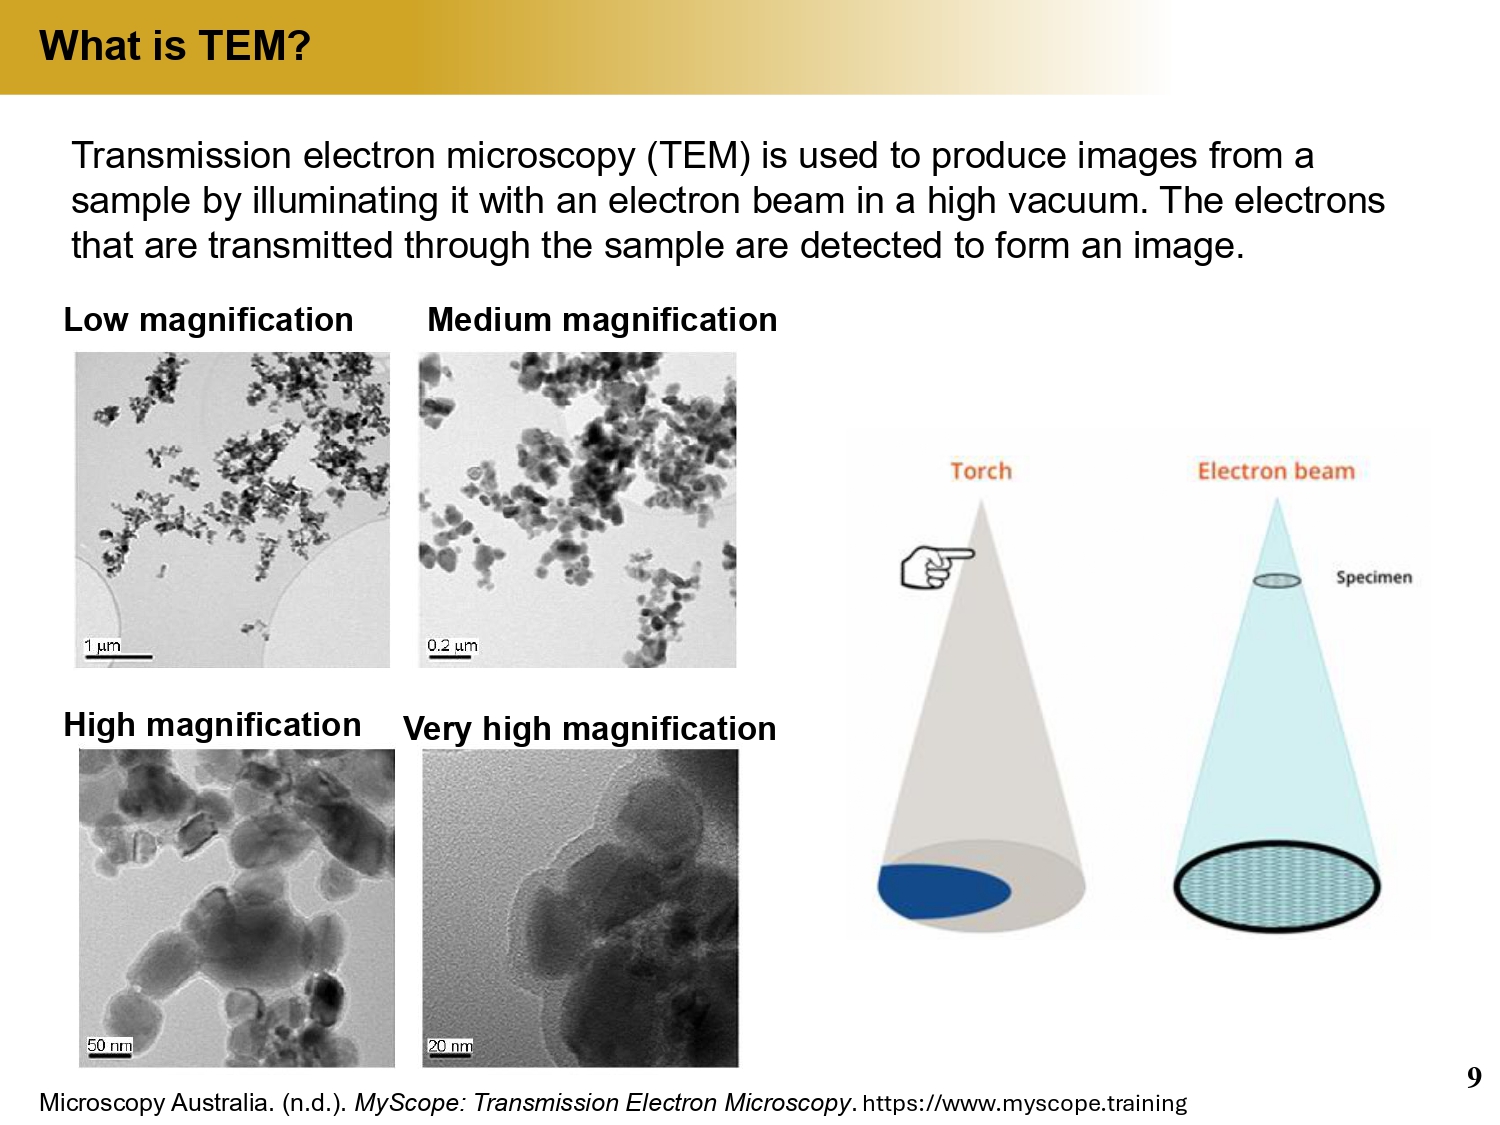 What is TEM?
Transmission electron microscopy (TEM) is used to produce images from a
sample by illuminating it with an electron beam in a high vacuum. The electrons
that are transmitted through the sample are detected to form an image.
Low magnification
Medium magnification
1 µm
0.2 µm
High magnification
Very high magnification
50 nm
20 nm
Torch
Electron beam
Specimen
9
Microscopy Australia. (n.d.). MyScope: Transmission Electron Microscopy. https://www.myscope.training